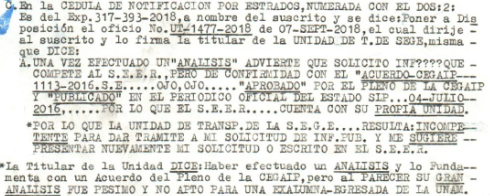 C.En la CEDULA DE NOTIFICACION POR ESTRADOS,NUMERADA CON EL DOS:2:
Es del Exp.317-393-2018,a nombre del suscrito y se dice:Poner a Dis
posición el oficio No.UT-1477-2018 de 07-SEPT-2018,el cual dirije -
al suscrito y lo firma la titular de la UNIDAD DE T.DE SEGE,misma -
que DICE:
A.UNA VEZ EFECTUADO UN"ANALISIS" ADVIERTE QUE SOLICITO INF????QUE -
COMPETE AL S.E.E.R.,PERO DE CONFIRMIDAD CON EL "ACUERDO-CEGAIP---
1113-2016.S.E.....OJO,OJO...."APROBADO" POR EL PLENO DE LA CEGAIP
Y "PUBLICADO" EN EL PERIODICO OFICIAL DEL ESTADO SLP...04-JULIO--
2016.....POR LO QUE EL S.E.E.R....CUENTA CON SU PROPIA UNIDAD.
*POR LO QUE LA UNIDAD DE TRANSP.DE LA S.E.G.E....RESULTA:INCOMPE-
TENTE PARA DAR TRAMITE A MI SOLICITUD DE INF.PUB. Y ME SUGIERE --
PRESENTAR NUEVAMENTE MI SOLICITUD O ESCRITO EN EL S.E.E.R.
*La Titular de la Unidad DICE:Haber efectuado un ANALISIS y lo Funda--
menta con un Acuerdo del Pleno de la CEGAIP,pero al PARECER SU GRAN
ANALISIS FUE PESIMO Y NO APTO PARA UNA EXALUMNA-EGRESADA DE LA UNAM.